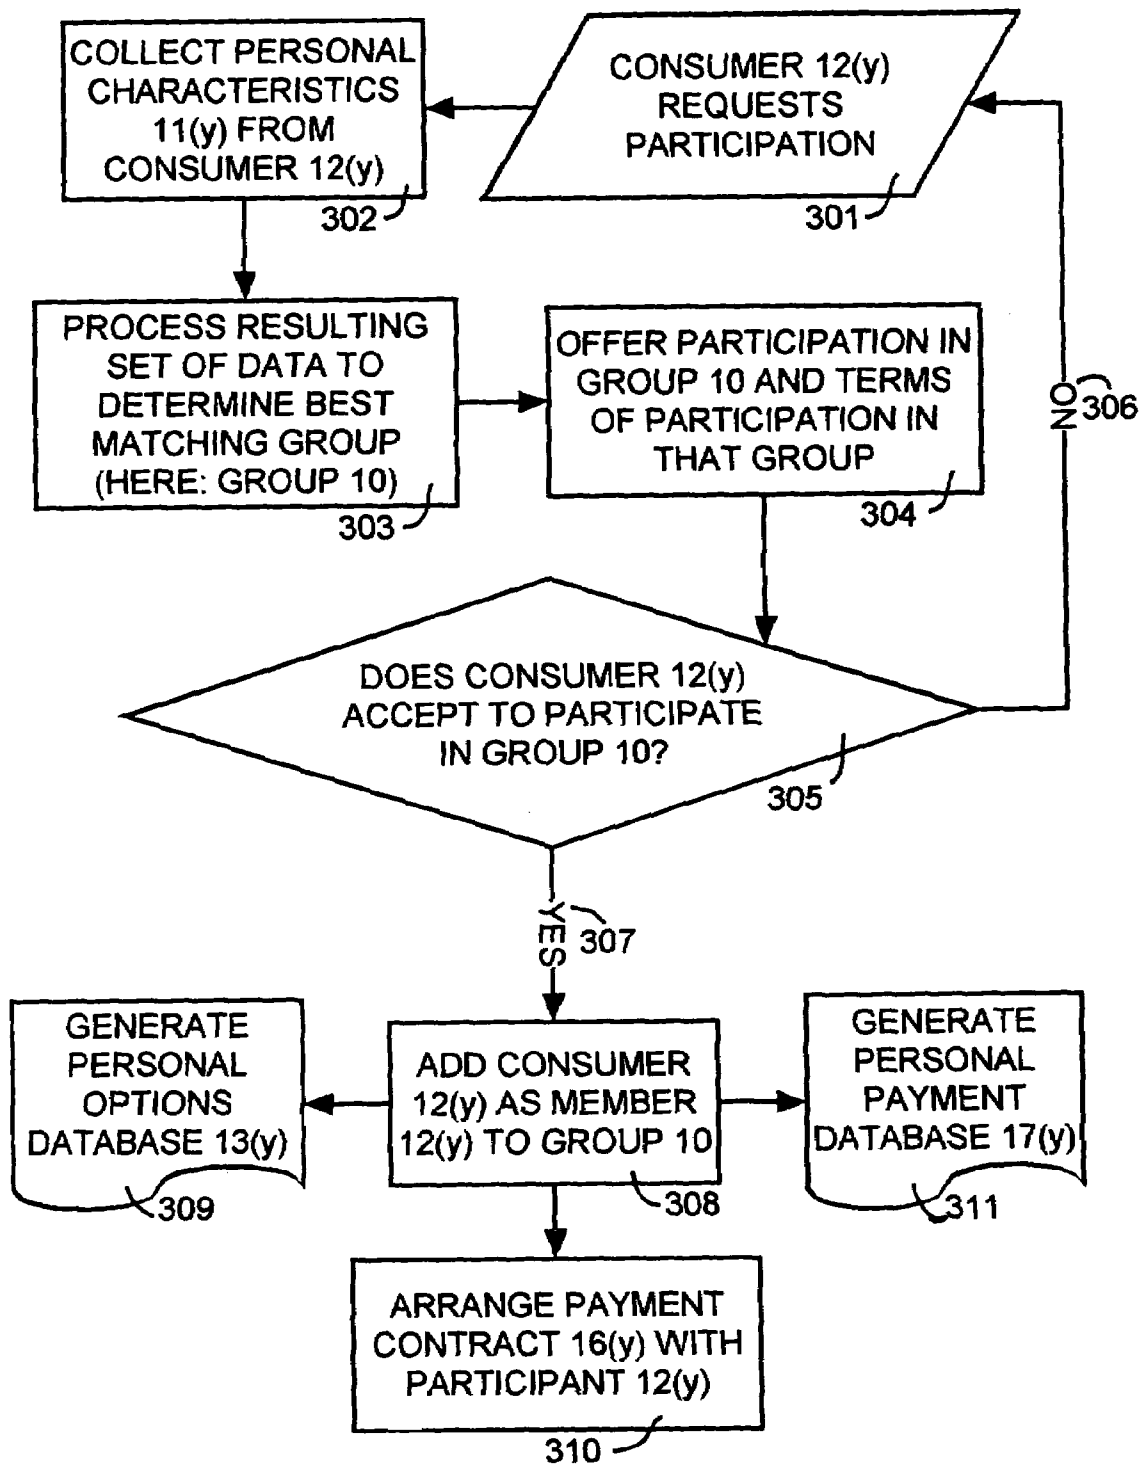 CONSUMER 12(y)
REQUESTS
PARTICIPATION
301
COLLECT PERSONAL
CHARACTERISTICS
11(y) FROM
CONSUMER 12(y)
302
PROCESS RESULTING
SET OF DATA TO
DETERMINE BEST
MATCHING GROUP
(HERE: GROUP 10)
303
OFFER PARTICIPATION IN
GROUP 10 AND TERMS
OF PARTICIPATION IN
THAT GROUP
304
DOES CONSUMER 12(y)
ACCEPT TO PARTICIPATE
IN GROUP 10?
305
NO
306
YES
307
ADD CONSUMER
12(y) AS MEMBER
12(y) TO GROUP 10
308
GENERATE
PERSONAL
OPTIONS
DATABASE 13(y)
309
GENERATE
PERSONAL
PAYMENT
DATABASE 17(y)
311
ARRANGE PAYMENT
CONTRACT 16(y) WITH
PARTICIPANT 12(y)
310